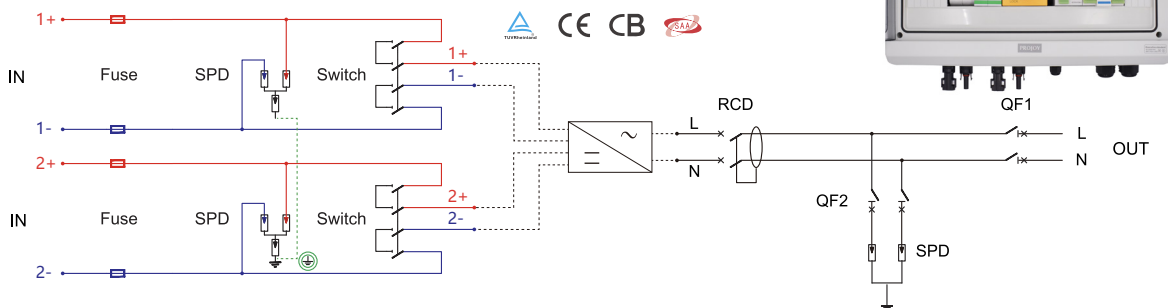 1+
IN
Fuse
SPD
Switch
1-
1+
1-
2+
IN
Fuse
SPD
Switch
2-
2+
2-
TUVRheinland
CE
CB
SAA
L
N
RCD
QF1
L
N
OUT
QF2
SPD